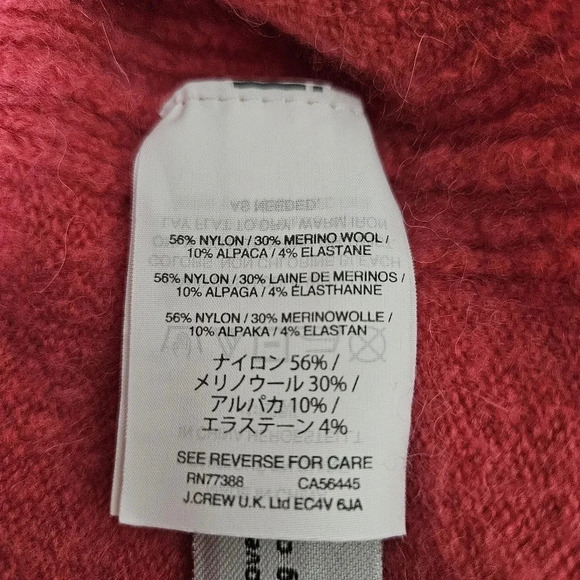 56% NYLON / 30% MERINO WOOL /
10% ALPACA / 4% ELASTANE
56% NYLON / 30% LAINE DE MERINOS /
10% ALPAGA / 4% ÉLASTHANNE
56% NYLON / 30% MERINOWOLLE /
10% ALPAKA / 4% ELASTAN
ナイロン 56% /
メリノウール 30% /
アルパカ 10% /
エラステーン 4%
SEE REVERSE FOR CARE
RN77388 CA56445
J.CREW U.K. Ltd EC4V 6JA